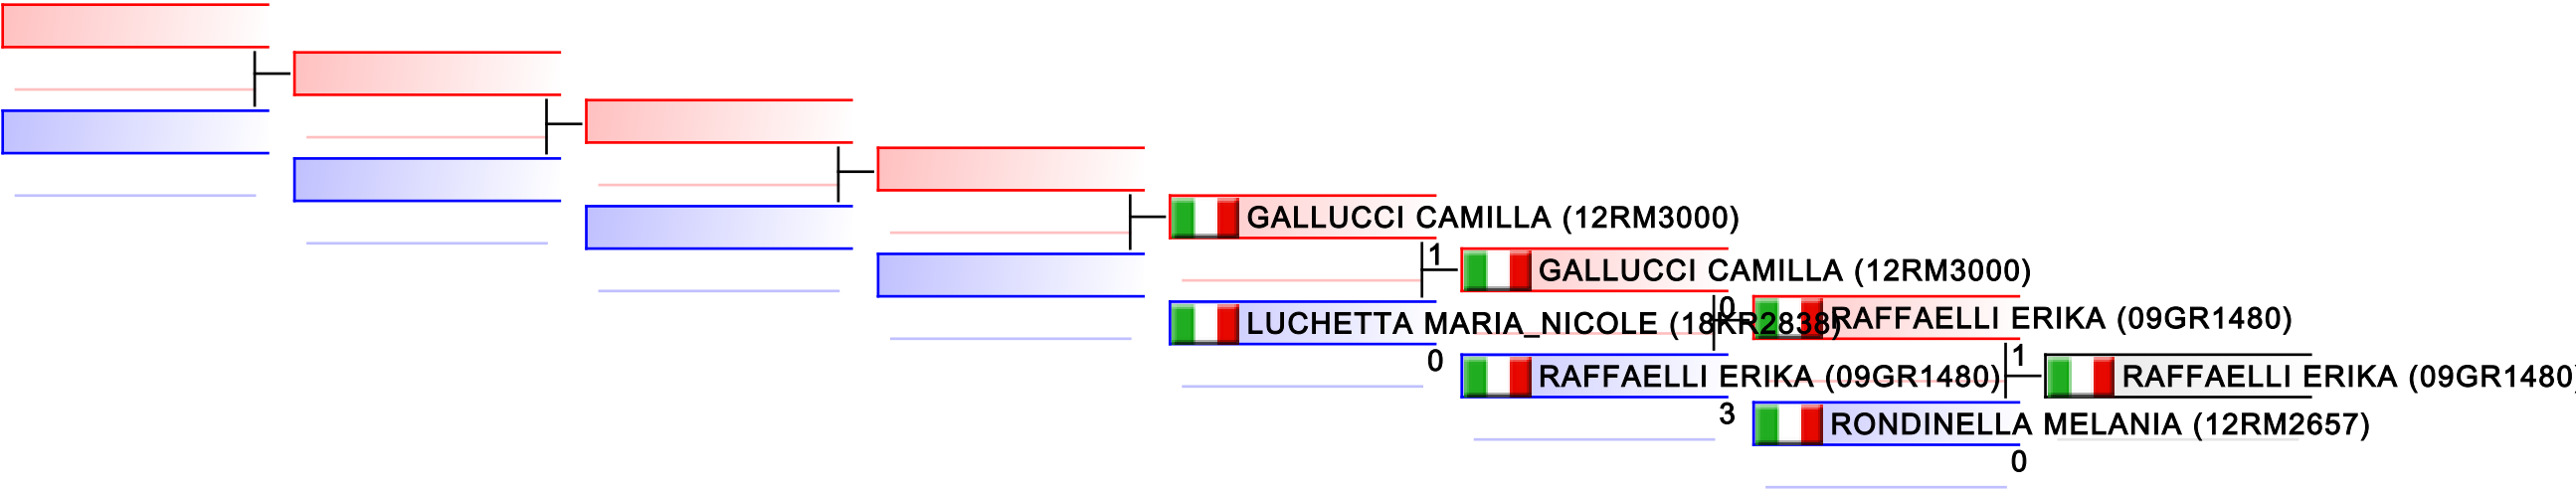 GALLUCCI CAMILLA (12RM3000)
1
GALLUCCI CAMILLA (12RM3000)
0
LUCHETTA MARIA_NICOLE (18KR2838)
0
RAFFAELLI ERIKA (09GR1480)
1
RAFFAELLI ERIKA (09GR1480)
3
RAFFAELLI ERIKA (09GR1480)
RONDINELLA MELANIA (12RM2657)
0